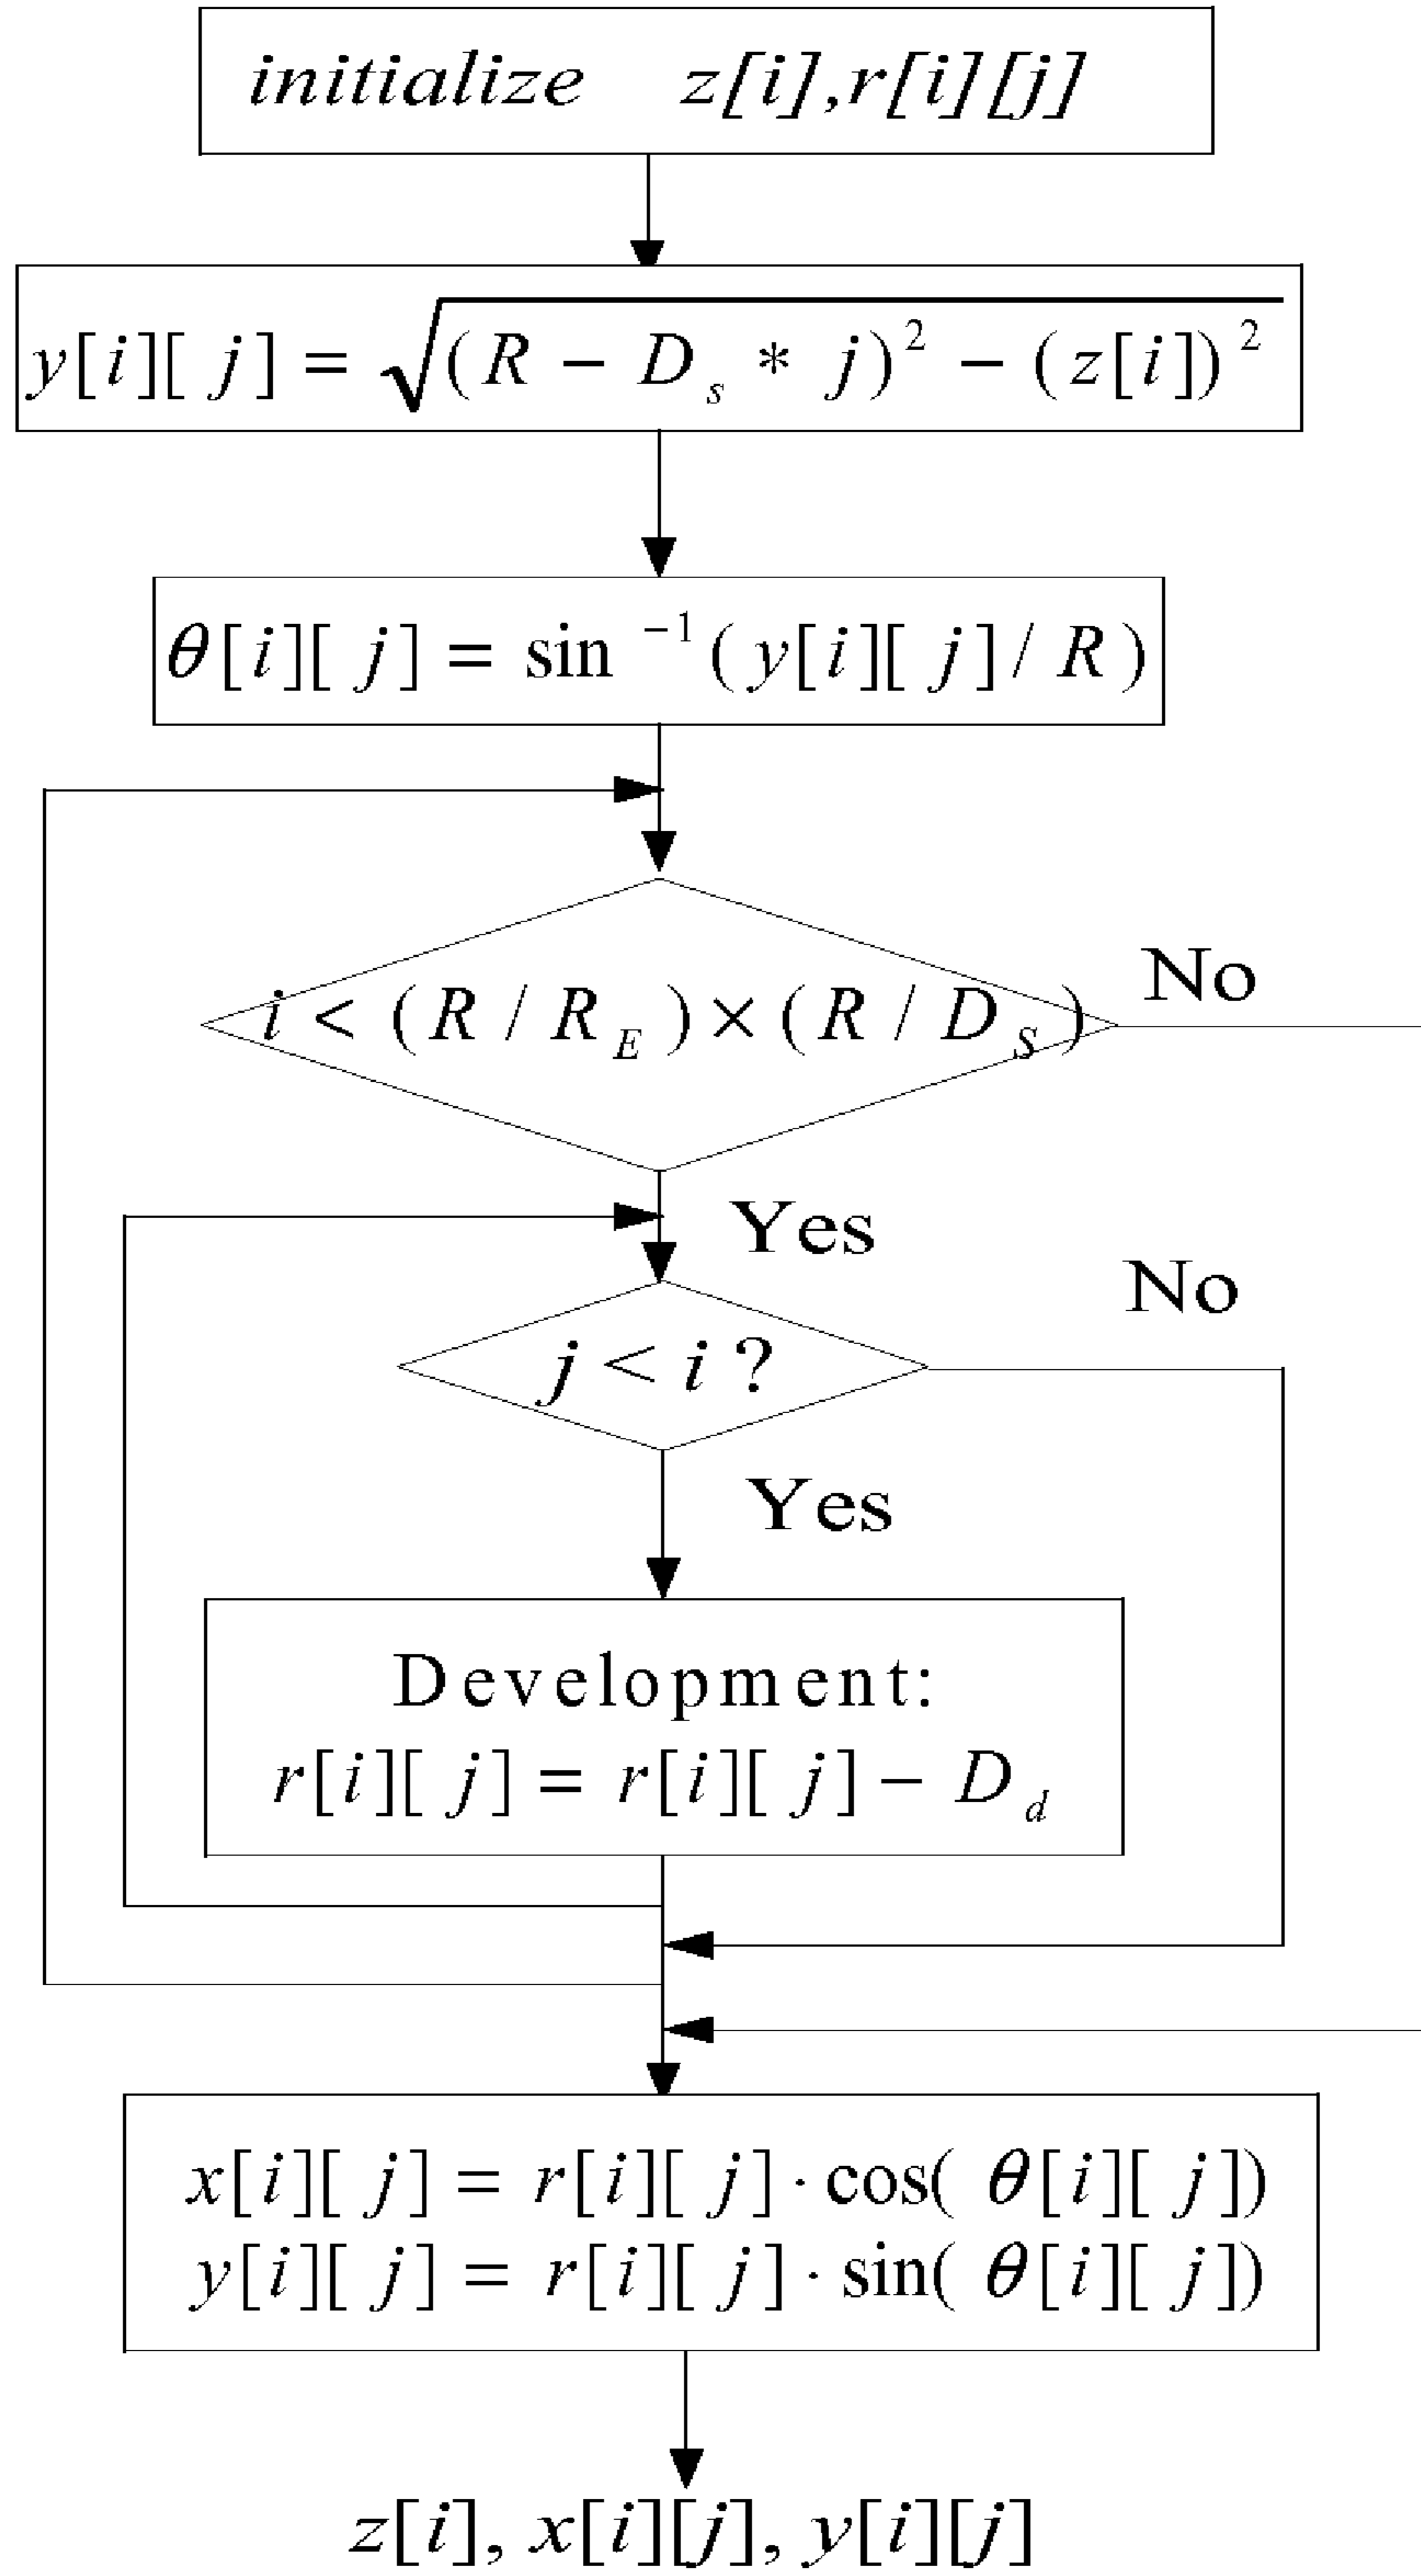 initialize z[i],r[i][j]
y[i][j] = √(R − D_s * j)² − (z[i])²
θ[i][j] = sin⁻¹(y[i][j]/R)
i < (R/R_E)×(R/D_S)
No
Yes
No
j < i ?
Yes
Development:
r[i][j] = r[i][j] − D_d
x[i][j] = r[i][j]·cos(θ[i][j])
y[i][j] = r[i][j]·sin(θ[i][j])
z[i], x[i][j], y[i][j]